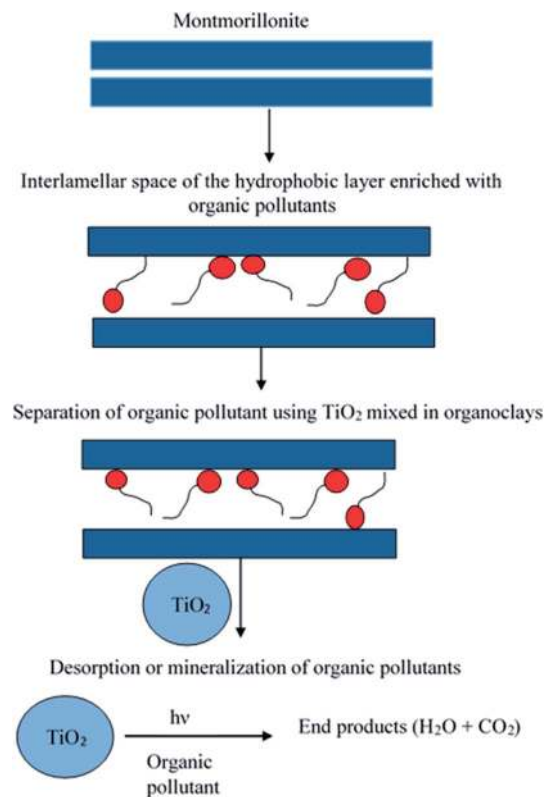 Montmorillonite
Interlamellar space of the hydrophobic layer enriched with
organic pollutants
Separation of organic pollutant using TiO₂ mixed in organoclays
TiO₂
Desorption or mineralization of organic pollutants
TiO₂
hν
Organic
pollutant
End products (H₂O + CO₂)